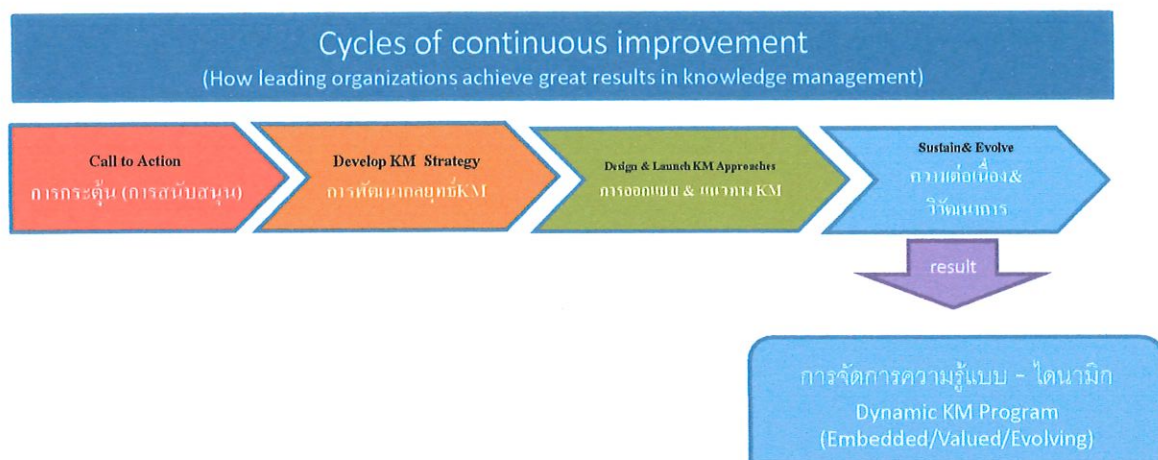 Cycles of continuous improvement
(How leading organizations achieve great results in knowledge management)
Call to Action
การกระตุ้น (การสนับสนุน)
Develop KM Strategy
การพัฒนากลยุทธ์KM
Design & Launch KM Approaches
การออกแบบ & แนวทาง KM
Sustain& Evolve
ความต่อเนื่อง&
วิวัฒนาการ
result
การจัดการความรู้แบบ - ไดนามิก
Dynamic KM Program
(Embedded/Valued/Evolving)